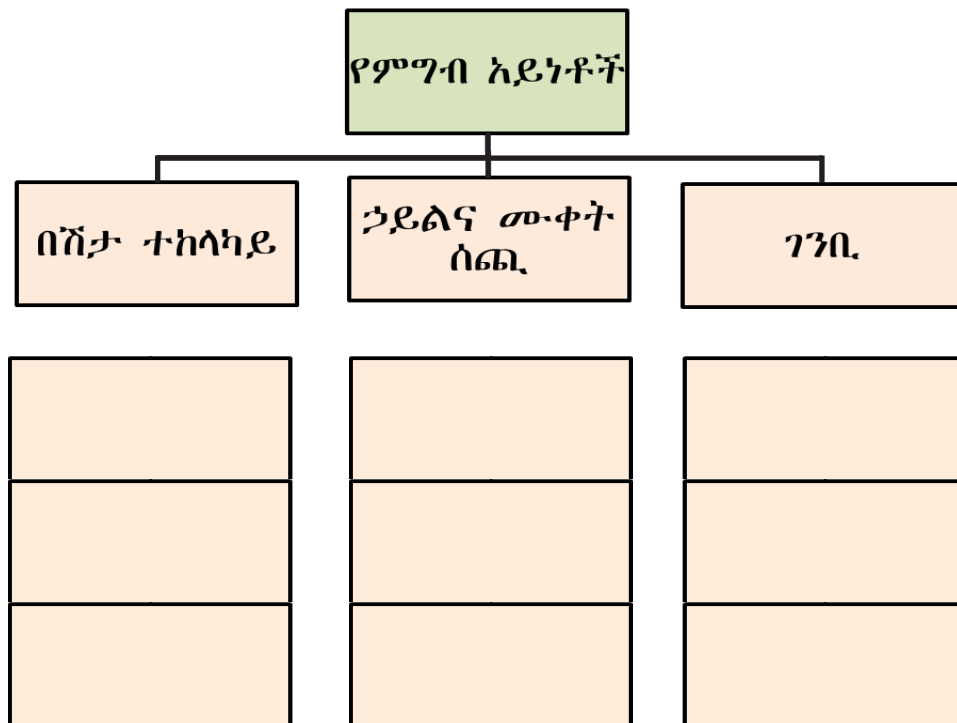 የምግብ አይነቶች
በሽታ ተከላካይ
ኃይልና ሙቀት
ሰጪ
ገንቢ